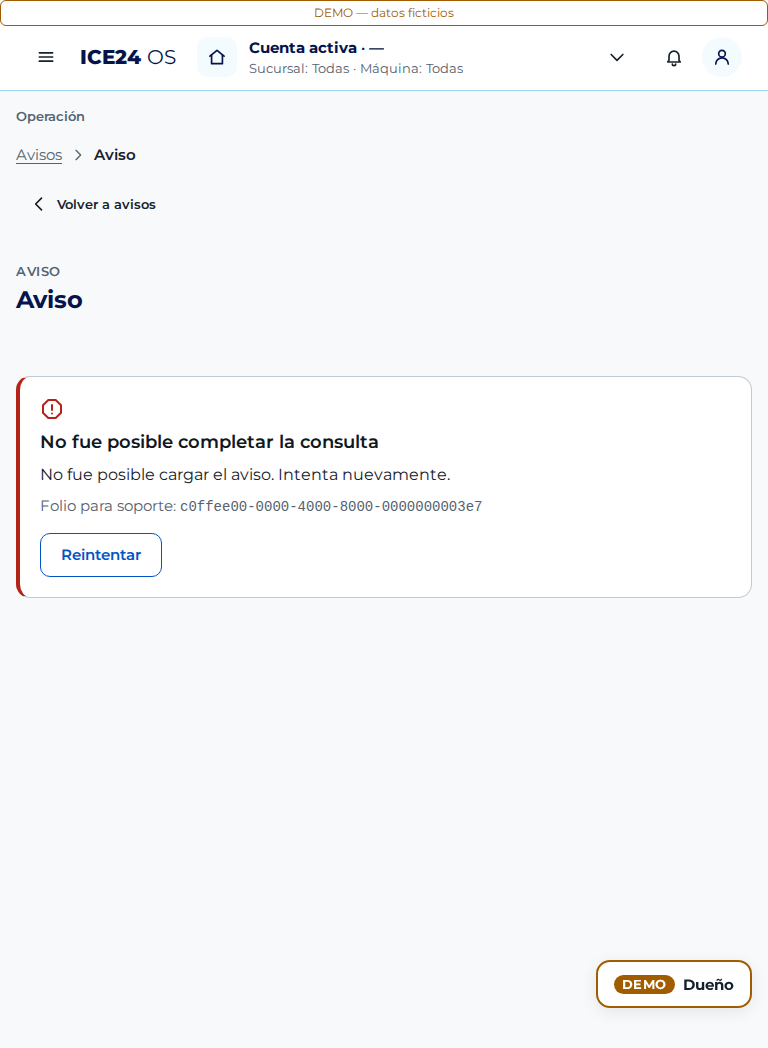 DEMO — datos ficticios
ICE24 OS
Cuenta activa · —
Sucursal: Todas · Máquina: Todas
Operación
Avisos > Aviso
Volver a avisos
AVISO
Aviso
No fue posible completar la consulta
No fue posible cargar el aviso. Intenta nuevamente.
Folio para soporte: c0ffee00-0000-4000-8000-0000000003e7
Reintentar
DEMO Dueño